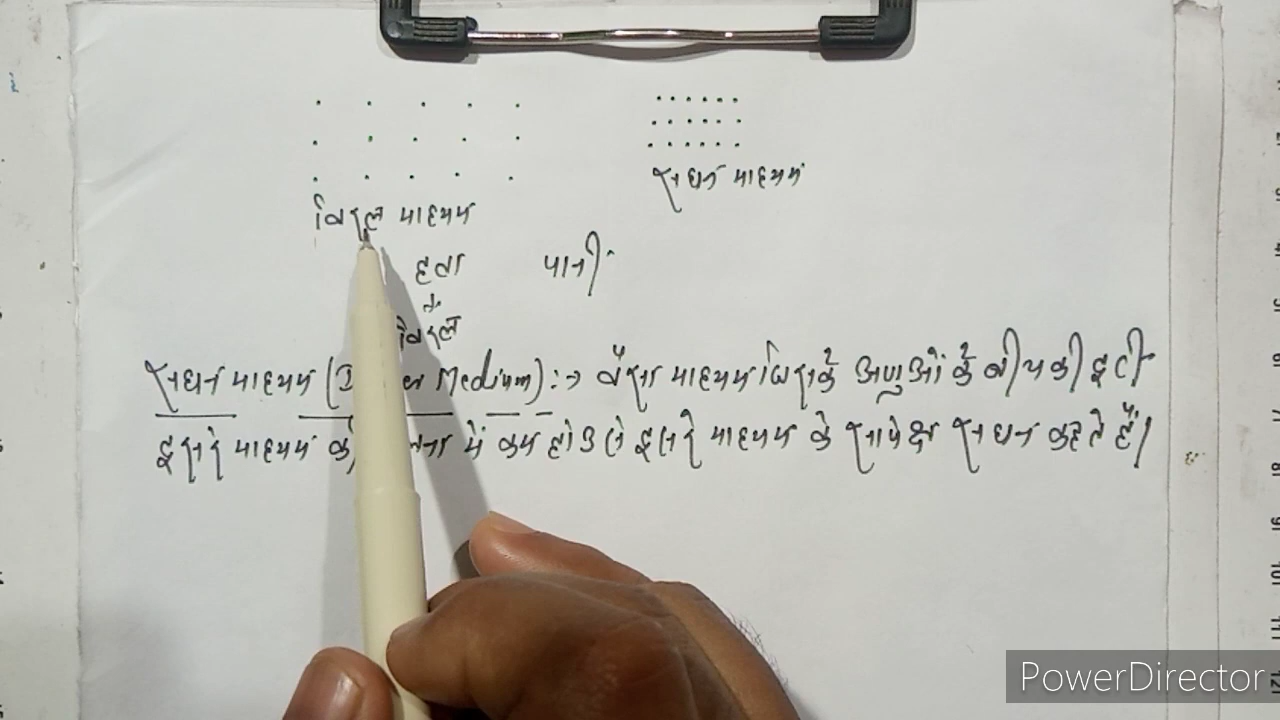 सघन माध्यम
विरल माध्यम
हवा पानी
विरल
सघन माध्यम (Medium) :→ वैसा माध्यम जिसके अणुओं के बीच की दूरी
दूसरे माध्यम की में कम हो उसे दूसरे माध्यम के सापेक्ष सघन कहते हैं।
PowerDirector